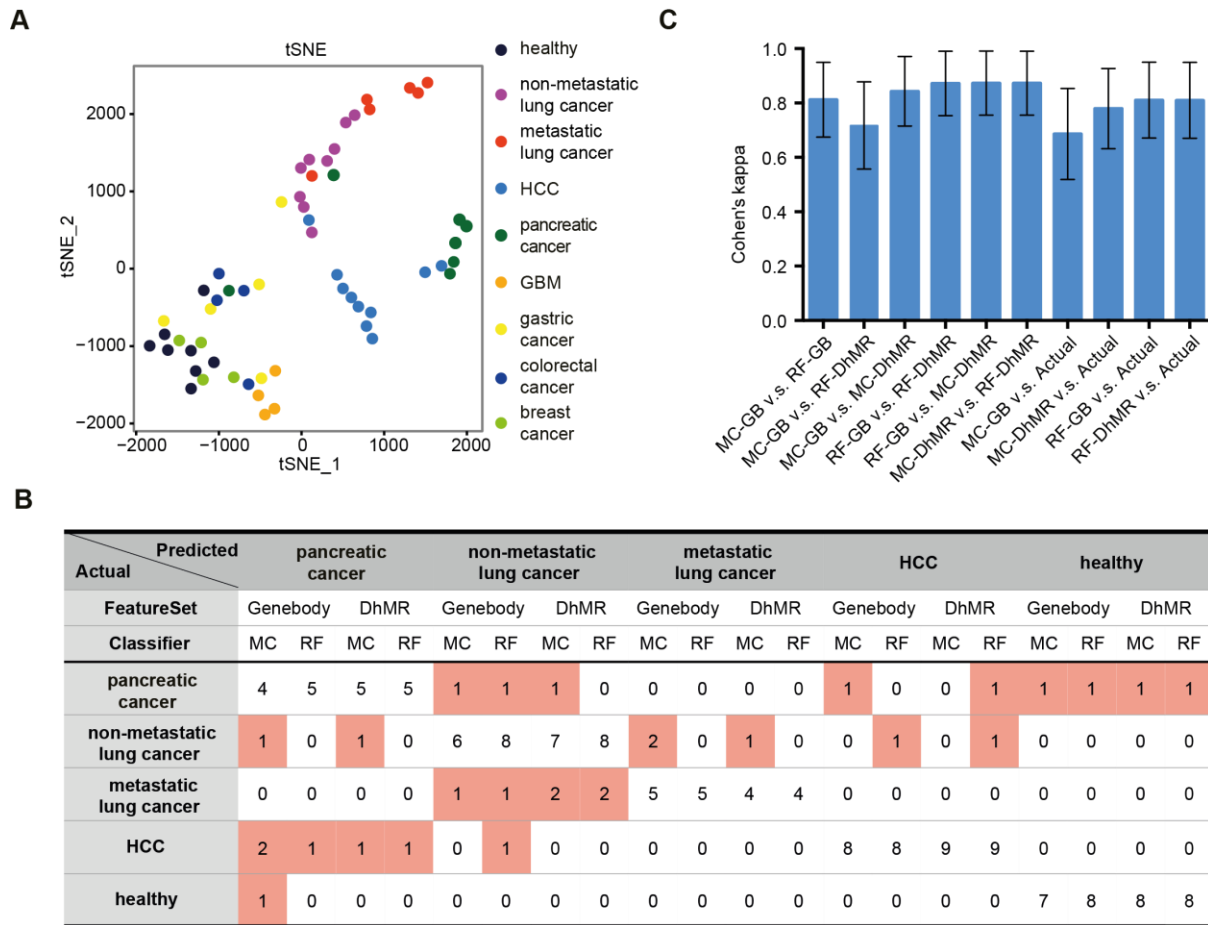 A
tSNE
tSNE_2
2000
1000
0
−1000
−2000
−2000
−1000
0
1000
2000
tSNE_1
healthy
non-metastatic
lung cancer
metastatic
lung cancer
HCC
pancreatic
cancer
GBM
gastric
cancer
colorectal
cancer
breast
cancer
C
Cohen's kappa
1.0
0.8
0.6
0.4
0.2
0.0
MC-GB v.s. RF-GB
MC-GB v.s. RF-DhMR
MC-GB v.s. MC-DhMR
RF-GB v.s. RF-DhMR
RF-GB v.s. MC-DhMR
MC-DhMR v.s. RF-DhMR
MC-GB v.s. Actual
MC-DhMR v.s. Actual
RF-GB v.s. Actual
RF-DhMR v.s. Actual
B
Predicted
Actual
pancreatic
cancer
non-metastatic
lung cancer
metastatic
lung cancer
HCC
healthy
FeatureSet Genebody DhMR Genebody DhMR Genebody DhMR Genebody DhMR Genebody DhMR
Classifier MC RF MC RF MC RF MC RF MC RF MC RF MC RF MC RF MC RF MC RF
pancreatic
cancer
4 5 5 5 1 1 1 0 0 0 0 0 1 0 0 1 1 1 1 1
non-metastatic
lung cancer
1 0 1 0 6 8 7 8 2 0 1 0 0 1 0 1 0 0 0 0
metastatic
lung cancer
0 0 0 0 1 1 2 2 5 5 4 4 0 0 0 0 0 0 0 0
HCC 2 1 1 1 0 1 0 0 0 0 0 0 8 8 9 9 0 0 0 0
healthy 1 0 0 0 0 0 0 0 0 0 0 0 0 0 0 0 7 8 8 8